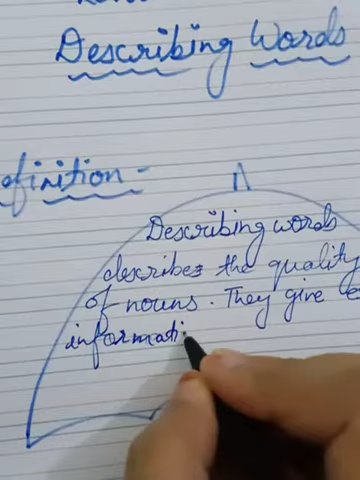 Describing Words
efinition -
Describing words
describes the quality
of nouns. They give
informati